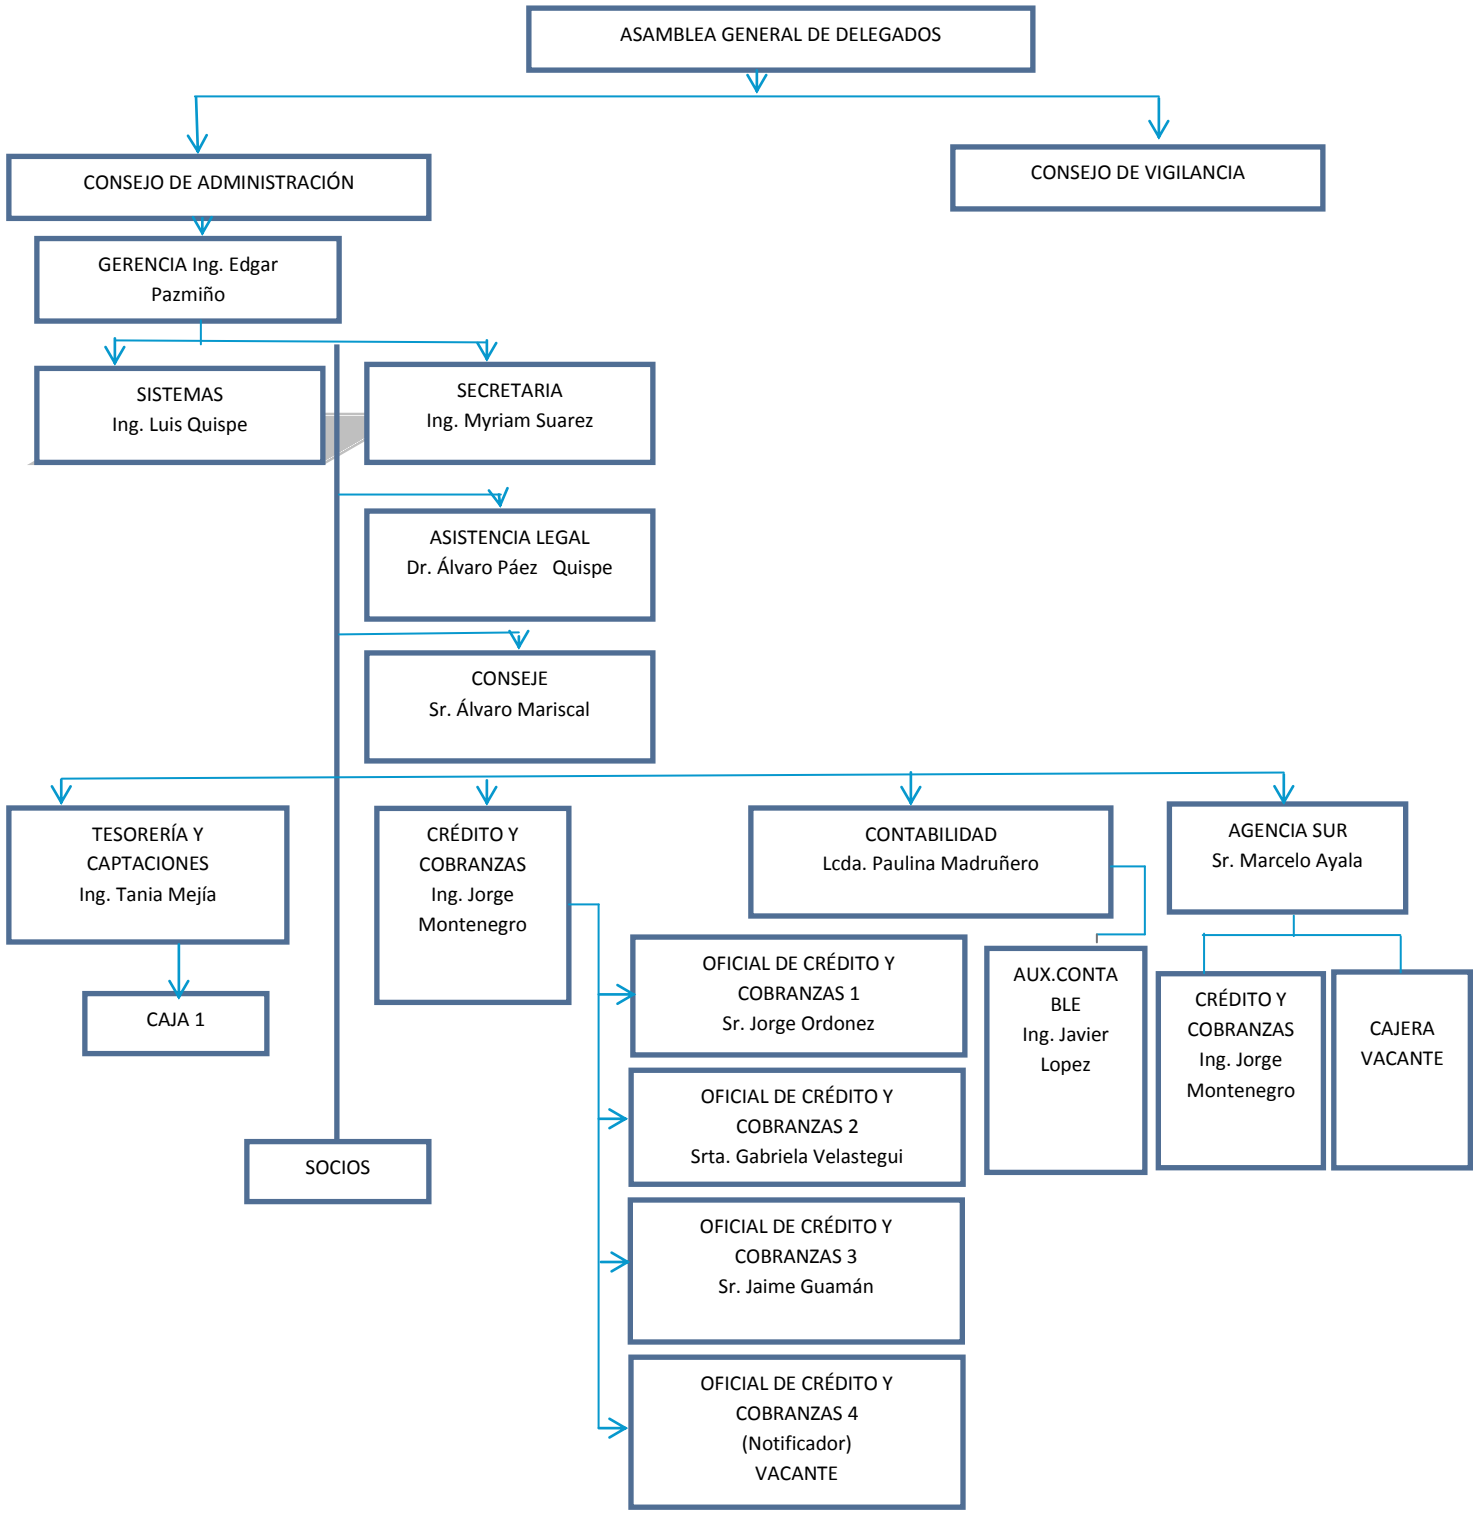 ASAMBLEA GENERAL DE DELEGADOS
CONSEJO DE ADMINISTRACIÓN
CONSEJO DE VIGILANCIA
GERENCIA Ing. Edgar
Pazmiño
SISTEMAS
Ing. Luis Quispe
SECRETARIA
Ing. Myriam Suarez
ASISTENCIA LEGAL
Dr. Álvaro Páez Quispe
CONSEJE
Sr. Álvaro Mariscal
TESORERÍA Y
CAPTACIONES
Ing. Tania Mejía
CRÉDITO Y
COBRANZAS
Ing. Jorge
Montenegro
CONTABILIDAD
Lcda. Paulina Madruñero
AGENCIA SUR
Sr. Marcelo Ayala
CAJA 1
OFICIAL DE CRÉDITO Y
COBRANZAS 1
Sr. Jorge Ordonez
AUX.CONTA
BLE
Ing. Javier
Lopez
CRÉDITO Y
COBRANZAS
Ing. Jorge
Montenegro
CAJERA
VACANTE
OFICIAL DE CRÉDITO Y
COBRANZAS 2
Srta. Gabriela Velastegui
SOCIOS
OFICIAL DE CRÉDITO Y
COBRANZAS 3
Sr. Jaime Guamán
OFICIAL DE CRÉDITO Y
COBRANZAS 4
(Notificador)
VACANTE